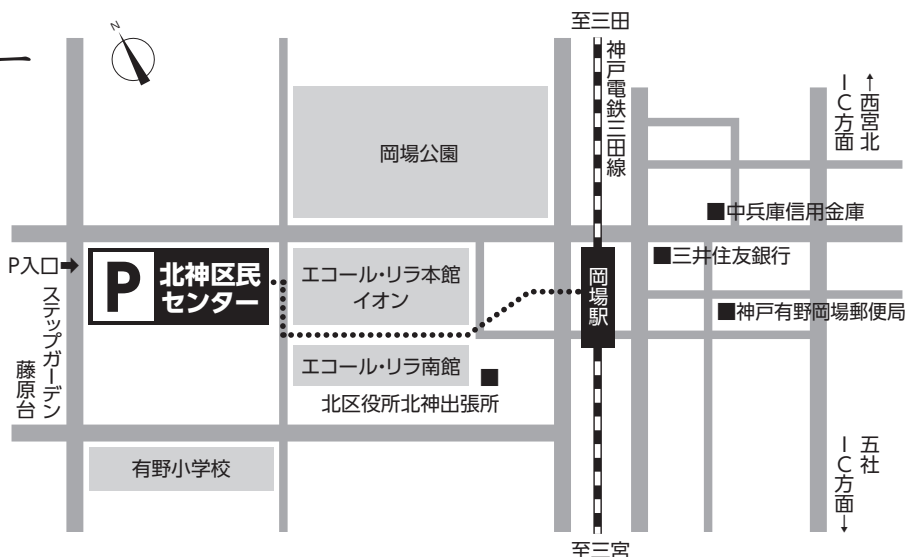 至三田
N
神戸電鉄三田線
↑西宮北
IC方面
岡場公園
■中兵庫信用金庫
P入口➡
P
北神区民
センター
エコール・リラ本館
イオン
岡場駅
■三井住友銀行
■神戸有野岡場郵便局
ステップガーデン
藤原台
エコール・リラ南館
■
北区役所北神出張所
有野小学校
五社
IC方面↓
至三宮